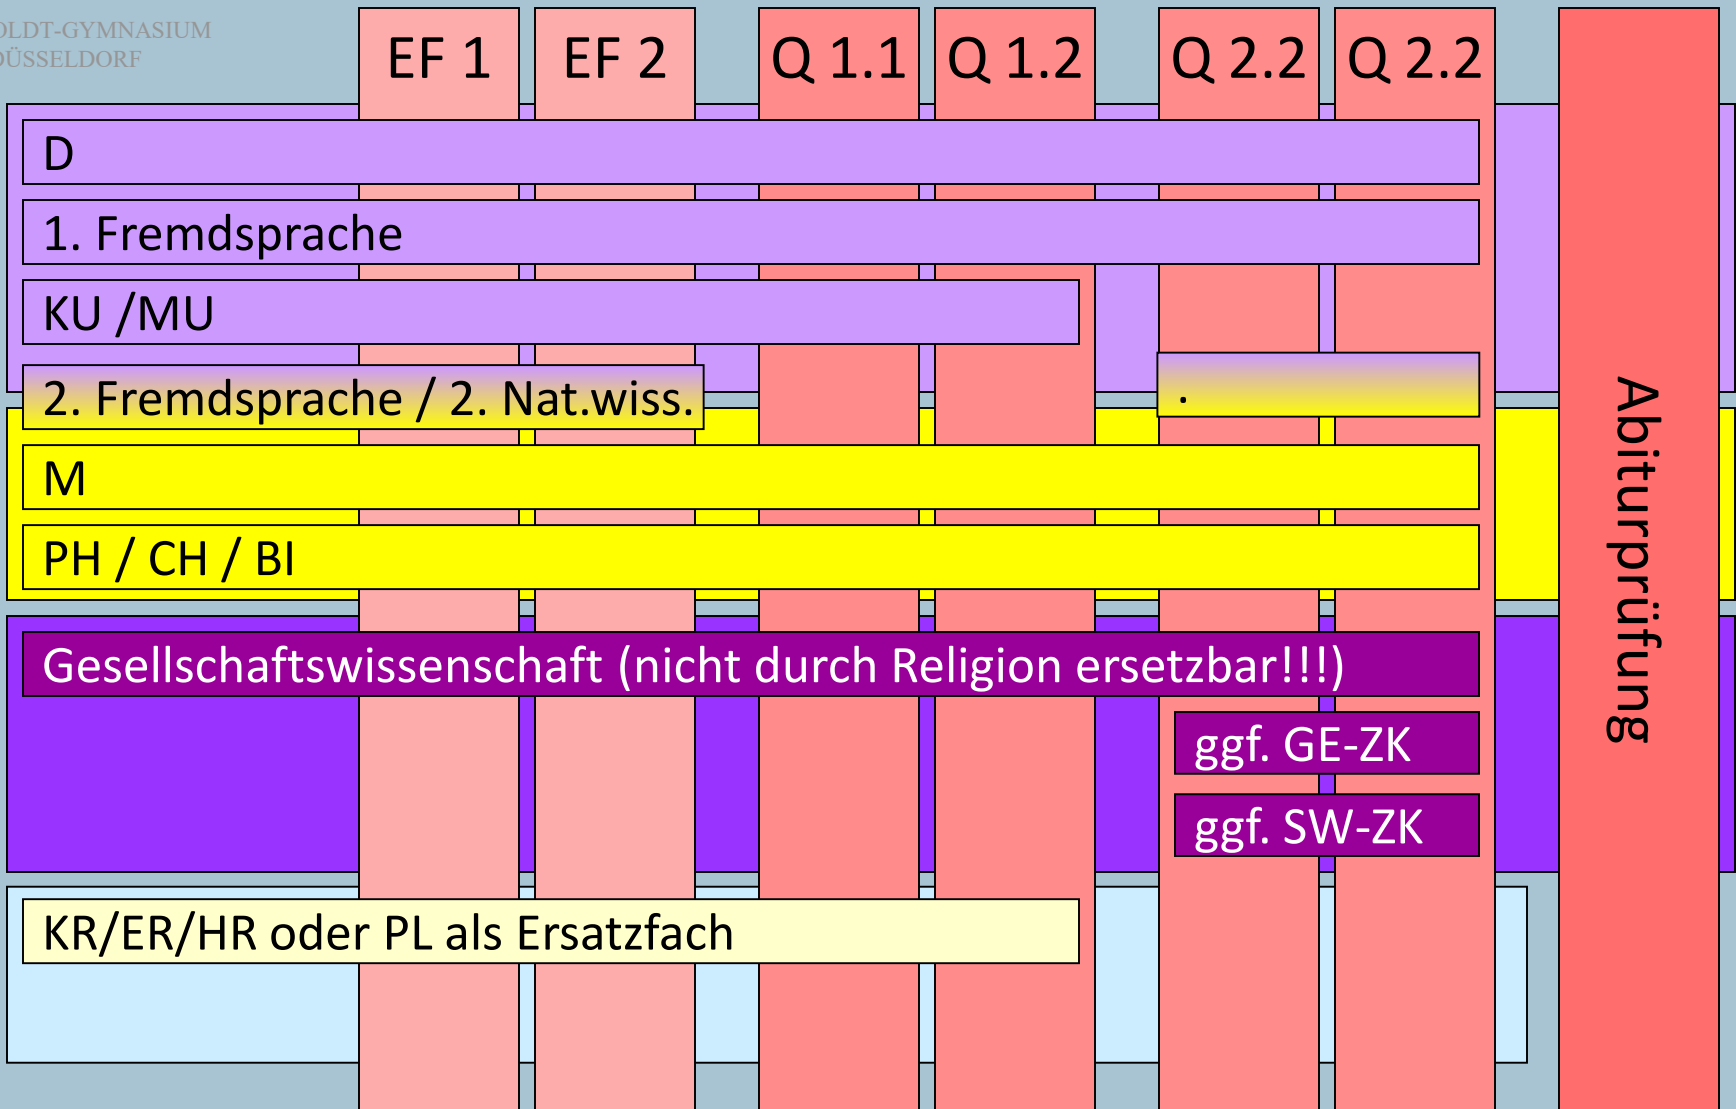 OLDT-GYMNASIUM
DÜSSELDORF
EF 1 EF 2 Q 1.1 Q 1.2 Q 2.2 Q 2.2
D
1. Fremdsprache
KU /MU
2. Fremdsprache / 2. Nat.wiss. .
M
PH / CH / BI
Gesellschaftswissenschaft (nicht durch Religion ersetzbar!!!)
ggf. GE-ZK
ggf. SW-ZK
KR/ER/HR oder PL als Ersatzfach
Abiturprüfung